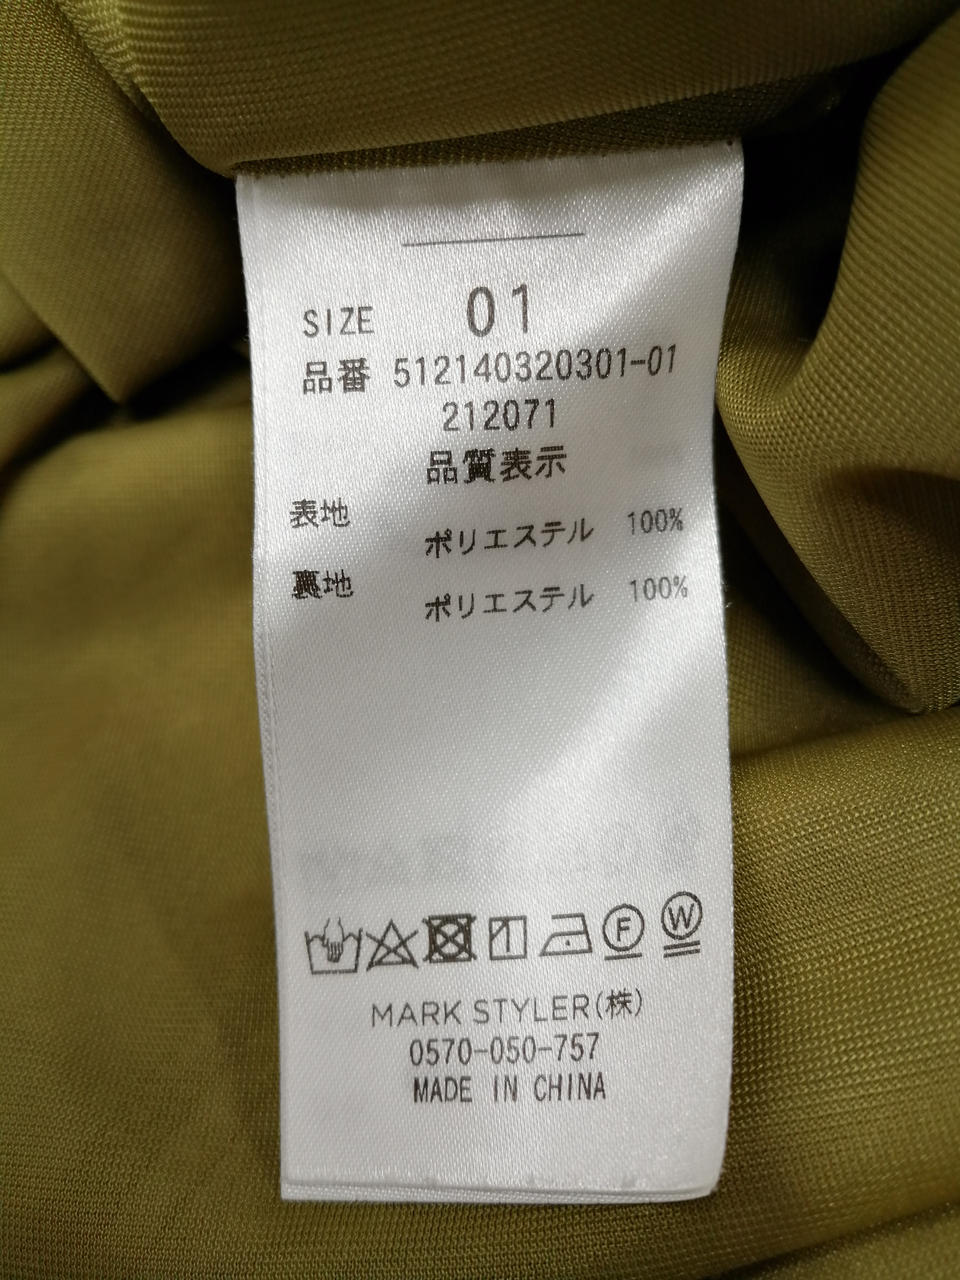 SIZE 01
品番 512140320301-01
212071
品質表示
表地
ポリエステル 100%
裏地
ポリエステル 100%
F W
MARK STYLER(株)
0570-050-757
MADE IN CHINA